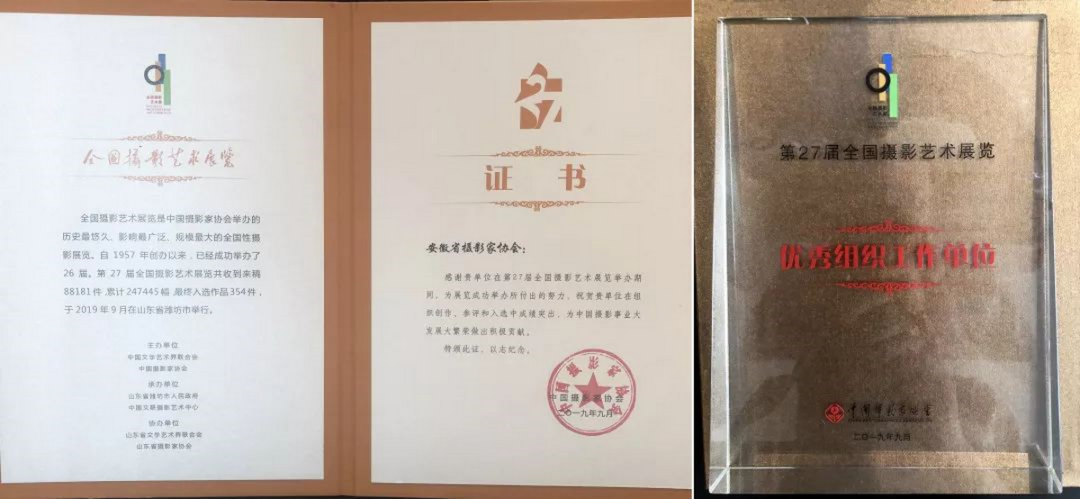 全国摄影艺术展览
全国摄影艺术展览是中国摄影家协会举办的
历史最悠久、影响最广泛、规模最大的全国性摄
影展览。自 1957 年创办以来,已经成功举办了
26 届。第 27 届全国摄影艺术展览共收到来稿
88181件,累计247445幅,最终入选作品354件,
于 2019 年 9 月在山东省潍坊市举行。
主办单位
中国文学艺术界联合会
中国摄影家协会
承办单位
山东省潍坊市人民政府
中国文联摄影艺术中心
协办单位
山东省文学艺术界联合会
山东省摄影家协会
27
证 书
安徽省摄影家协会:
感谢贵单位在第27届全国摄影艺术展览举办期
间,为展览成功举办所付出的努力,祝贺贵单位在组
织创作、参评和入选中成绩突出,为中国摄影事业大
发展大繁荣做出积极贡献。
特颁此证,以志纪念。
中国摄影家协会
二〇一九年九月
第27届全国摄影艺术展览
优秀组织工作单位
中国摄影家协会
二〇一九年九月